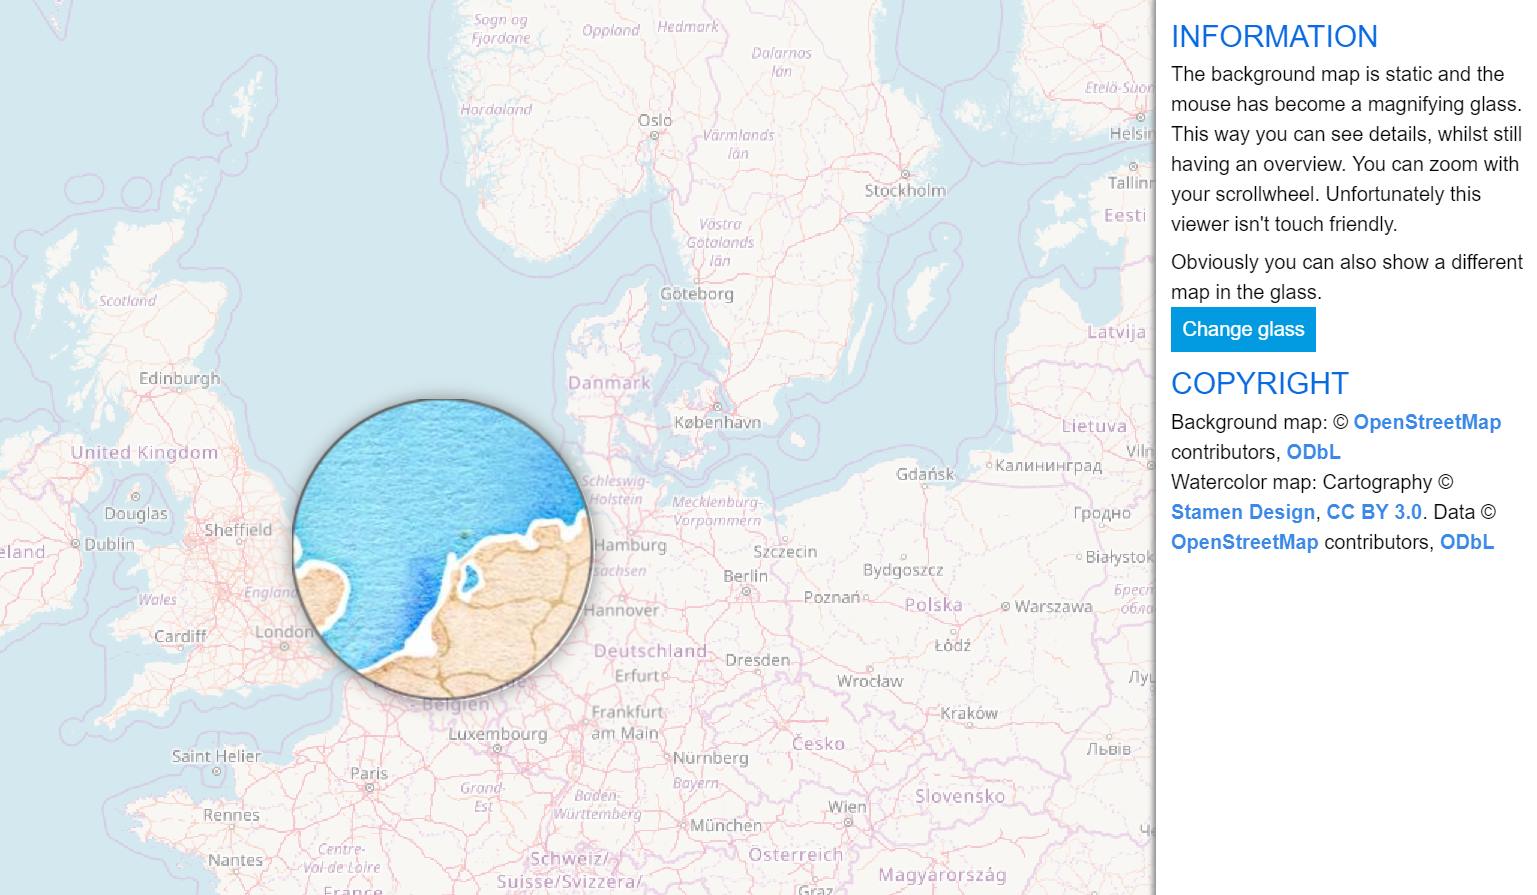 Sogn og
Fjordane
Oppland
Hedmark
Dalarnas
län
Etelä-Suo
Hordaland
Oslo
Värmlands
län
Helsin
Stockholm
Tallinn
Eesti
Västra
Götalands
län
Scotland
Göteborg
Latvija
Edinburgh
Danmark
København
Lietuva
United Kingdom
Gdańsk
Калининград
Viln
Schleswig-
Holstein
Mecklenburg-
Vorpommern
Douglas
Гродно
Sheffield
eland
Dublin
Hamburg
Szczecin
Białystok
sachsen
Bydgoszcz
Berlin
Wales
England
Hannover
Poznań
Polska
Warszawa
Брест
обла
Cardiff
London
Łódź
Deutschland
Dresden
Erfurt
Wrocław
Лу
Belgien
Frankfurt
am Main
Kraków
Luxembourg
Česko
Львів
Saint Helier
Nürnberg
Paris
Bayern
Grand-
Est
Baden-
Württemberg
Slovensko
Wien
Rennes
München
Centre-
Val de Loire
Österreich
Nantes
Schweiz/
Suisse/Svizzera/
Magyarország
France
Graz
INFORMATION
The background map is static and the
mouse has become a magnifying glass.
This way you can see details, whilst still
having an overview. You can zoom with
your scrollwheel. Unfortunately this
viewer isn't touch friendly.
Obviously you can also show a different
map in the glass.
Change glass
COPYRIGHT
Background map: © OpenStreetMap
contributors, ODbL
Watercolor map: Cartography ©
Stamen Design, CC BY 3.0. Data ©
OpenStreetMap contributors, ODbL